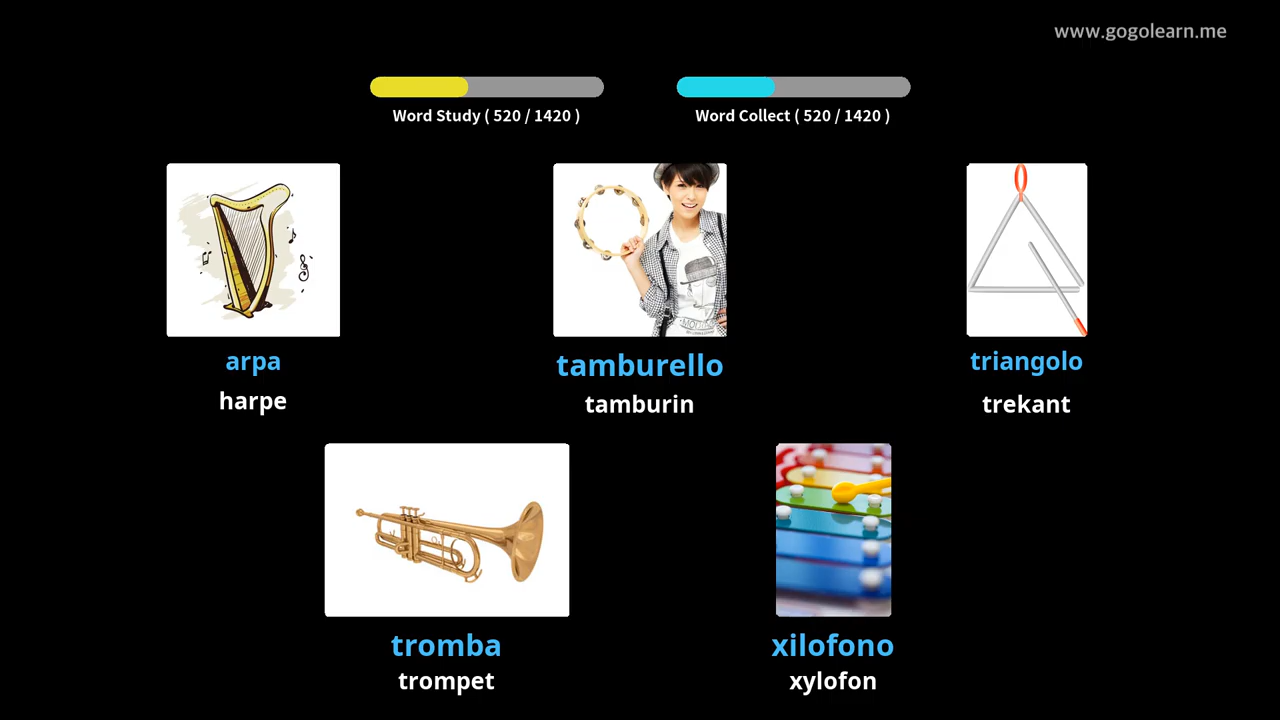 www.gogolearn.me
Word Study ( 520 / 1420 )
Word Collect ( 520 / 1420 )
arpa
harpe
tamburello
tamburin
triangolo
trekant
tromba
trompet
xilofono
xylofon